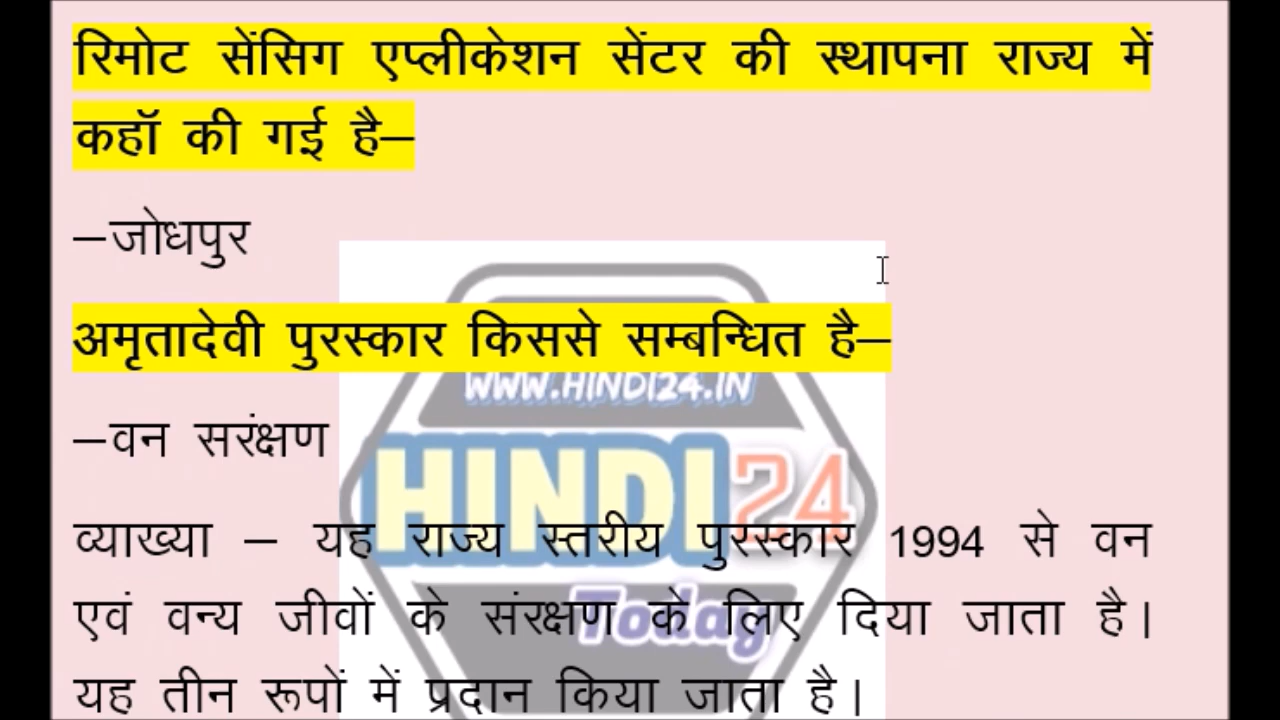 रिमोट सेंसिग एप्लीकेशन सेंटर की स्थापना राज्य में
कहॉ की गई है–
–जोधपुर
अमृतादेवी पुरस्कार किससे सम्बन्धित है–
WWW.HINDI24.IN
–वन सरंक्षण
HINDI24
व्याख्या – यह राज्य स्तरीय पुरस्कार 1994 से वन
एवं वन्य जीवों के संरक्षण के लिए दिया जाता है।
Today
यह तीन रूपों में प्रदान किया जाता है।